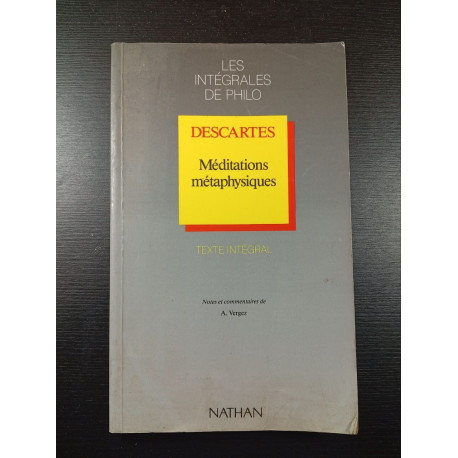 LES
INTÉGRALES
DE PHILO
DESCARTES
Méditations
métaphysiques
TEXTE INTÉGRAL
Notes et commentaires de
A. Vergez
NATHAN